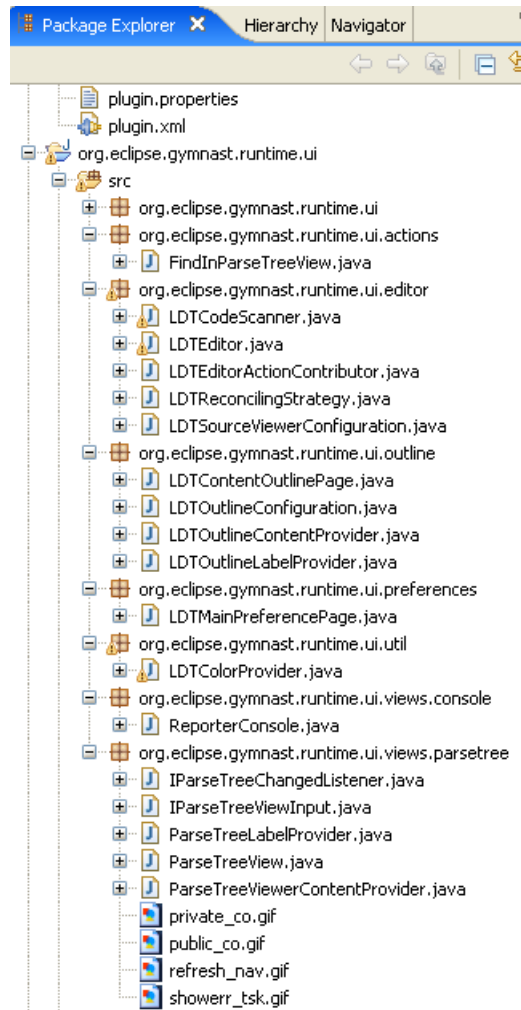 Package Explorer Hierarchy Navigator
plugin.properties
plugin.xml
org.eclipse.gymnast.runtime.ui
src
org.eclipse.gymnast.runtime.ui
org.eclipse.gymnast.runtime.ui.actions
FindInParseTreeView.java
org.eclipse.gymnast.runtime.ui.editor
LDTCodeScanner.java
LDTEditor.java
LDTEditorActionContributor.java
LDTReconcilingStrategy.java
LDTSourceViewerConfiguration.java
org.eclipse.gymnast.runtime.ui.outline
LDTContentOutlinePage.java
LDTOutlineConfiguration.java
LDTOutlineContentProvider.java
LDTOutlineLabelProvider.java
org.eclipse.gymnast.runtime.ui.preferences
LDTMainPreferencePage.java
org.eclipse.gymnast.runtime.ui.util
LDTColorProvider.java
org.eclipse.gymnast.runtime.ui.views.console
ReporterConsole.java
org.eclipse.gymnast.runtime.ui.views.parsetree
IParseTreeChangedListener.java
IParseTreeViewInput.java
ParseTreeLabelProvider.java
ParseTreeView.java
ParseTreeViewerContentProvider.java
private_co.gif
public_co.gif
refresh_nav.gif
showerr_tsk.gif